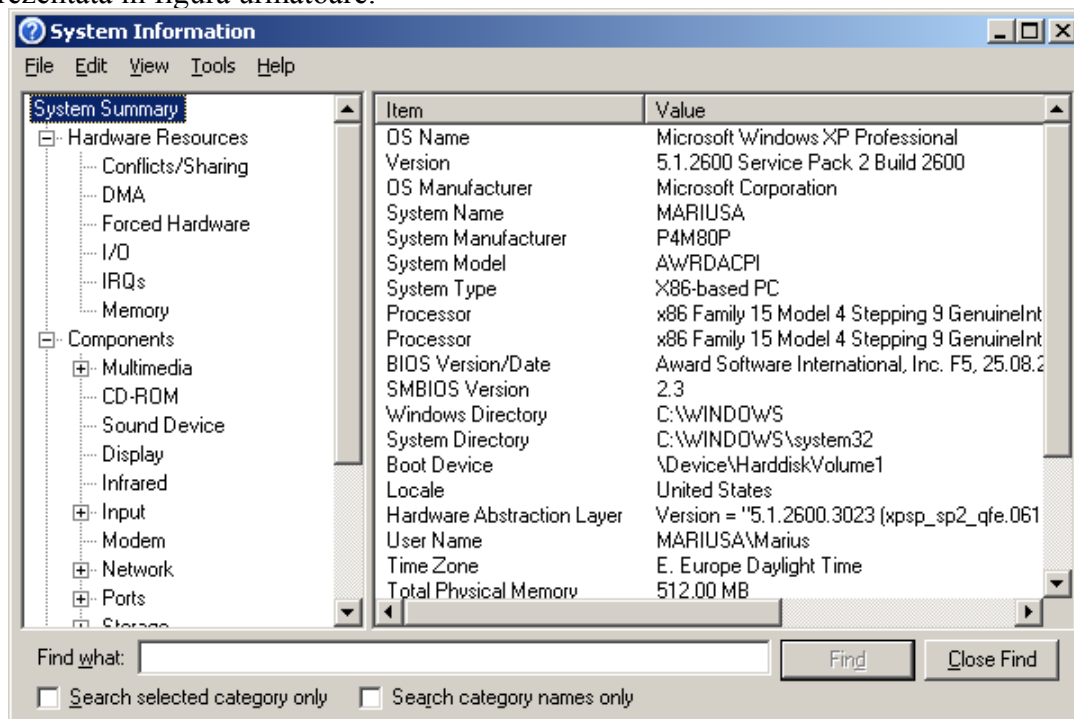 în figura următoare.
System Information
File Edit View Tools Help
System Summary
Hardware Resources
Conflicts/Sharing
DMA
Forced Hardware
I/O
IRQs
Memory
Components
Multimedia
CD-ROM
Sound Device
Display
Infrared
Input
Modem
Network
Ports
Storage
Item Value
OS Name Microsoft Windows XP Professional
Version 5.1.2600 Service Pack 2 Build 2600
OS Manufacturer Microsoft Corporation
System Name MARIUSA
System Manufacturer P4M80P
System Model AWRDACPI
System Type X86-based PC
Processor x86 Family 15 Model 4 Stepping 9 GenuineInt
Processor x86 Family 15 Model 4 Stepping 9 GenuineInt
BIOS Version/Date Award Software International, Inc. F5, 25.08.2
SMBIOS Version 2.3
Windows Directory C:\WINDOWS
System Directory C:\WINDOWS\system32
Boot Device \Device\HarddiskVolume1
Locale United States
Hardware Abstraction Layer Version = "5.1.2600.3023 (xpsp_sp2_qfe.061
User Name MARIUSA\Marius
Time Zone E. Europe Daylight Time
Total Physical Memory 512.00 MB
Find what: Find Close Find
Search selected category only Search category names only